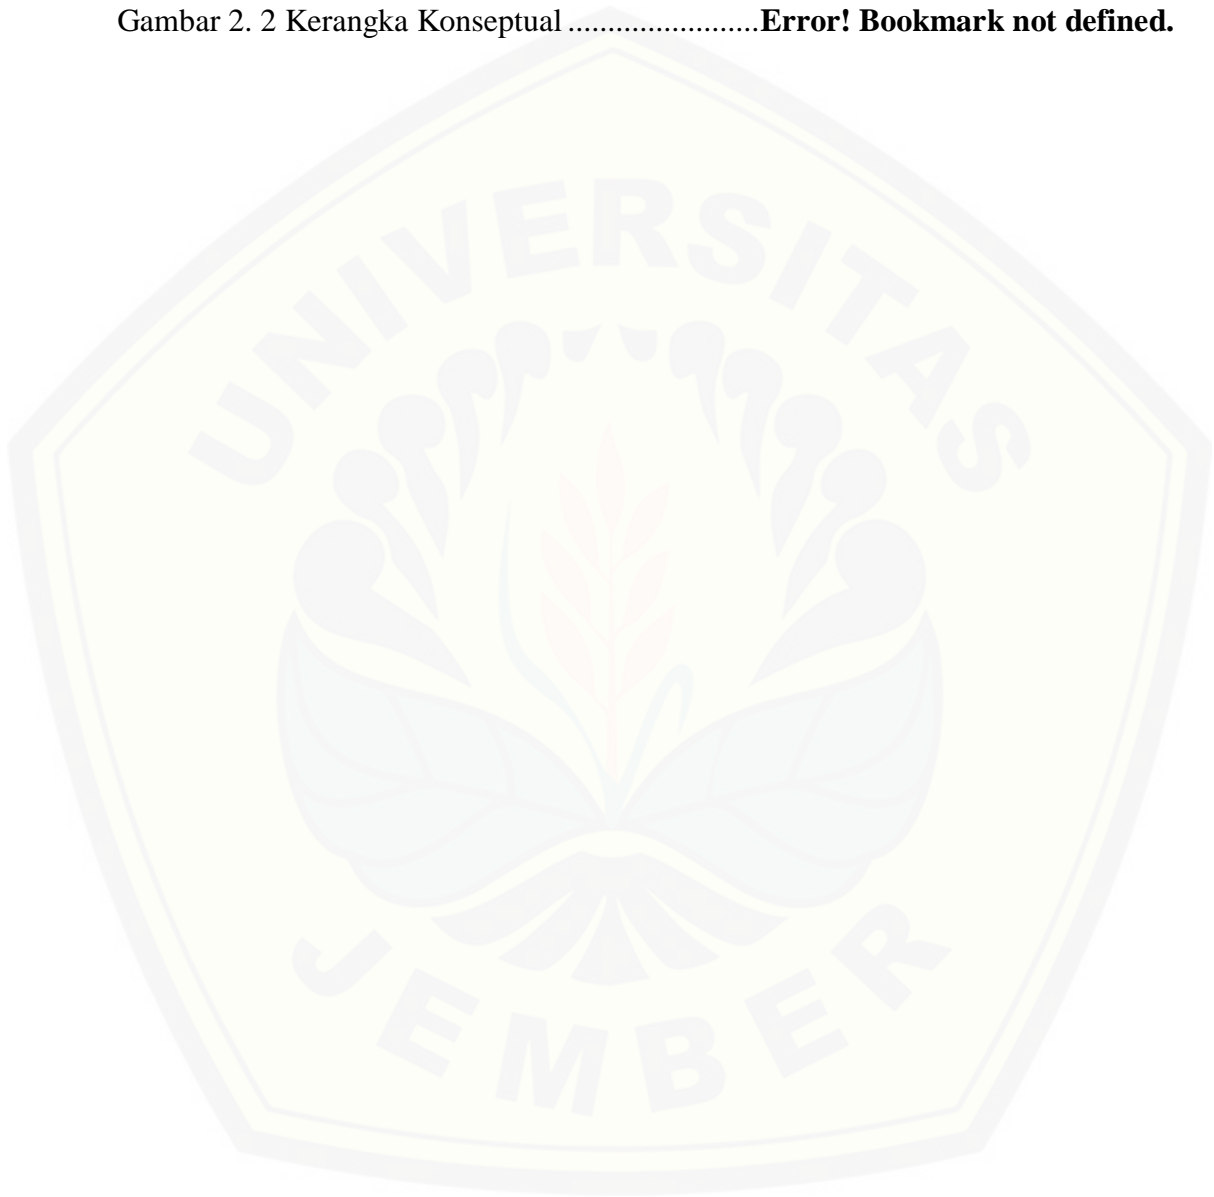 Gambar 2. 2 Kerangka Konseptual ........................Error! Bookmark not defined.
UNIVERSITAS
JEMBER